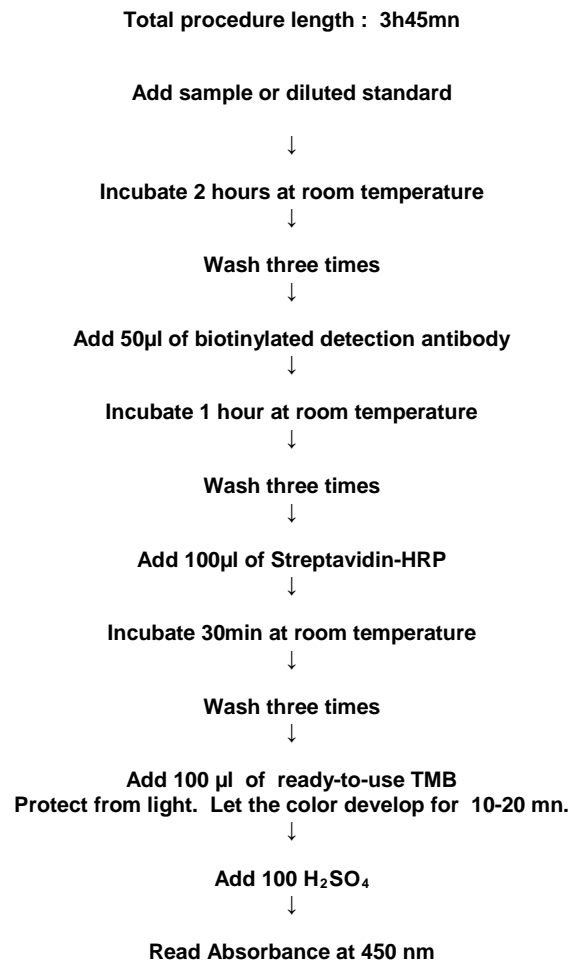 Total procedure length : 3h45mn
Add sample or diluted standard
↓
Incubate 2 hours at room temperature
↓
Wash three times
↓
Add 50µl of biotinylated detection antibody
↓
Incubate 1 hour at room temperature
↓
Wash three times
↓
Add 100µl of Streptavidin-HRP
↓
Incubate 30min at room temperature
↓
Wash three times
↓
Add 100 µl of ready-to-use TMB
Protect from light. Let the color develop for 10-20 mn.
↓
Add 100 H₂SO₄
↓
Read Absorbance at 450 nm